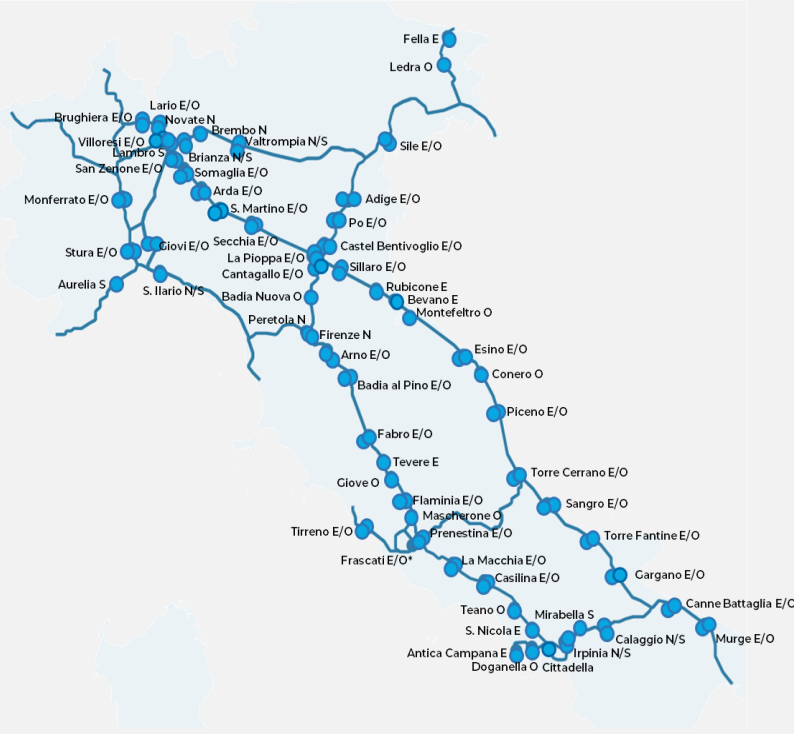 Fella E
Ledra O
Lario E/O
Brughiera E/O
Novate N
Brembo N
Villoresi E/O
Valtrompia N/S
Sile E/O
Lambro S
Brianza N/S
San Zenone E/O
Somaglia E/O
Arda E/O
Monferrato E/O
Adige E/O
S. Martino E/O
Po E/O
Secchia E/O
Giovi E/O
Castel Bentivoglio E/O
Stura E/O
La Pioppa E/O
Sillaro E/O
Cantagallo E/O
Aurelia S
S. Ilario N/S
Rubicone E
Badia Nuova O
Bevano E
Montefeltro O
Peretola N
Firenze N
Esino E/O
Arno E/O
Conero O
Badia al Pino E/O
Piceno E/O
Fabro E/O
Tevere E
Torre Cerrano E/O
Giove O
Flaminia E/O
Sangro E/O
Mascherone O
Tirreno E/O
Prenestina E/O
Torre Fantine E/O
Frascati E/O*
La Macchia E/O
Gargano E/O
Casilina E/O
Canne Battaglia E/O
Teano O
Mirabella S
S. Nicola E
Calaggio N/S
Murge E/O
Antica Campana E
Irpinia N/S
Doganella O
Cittadella